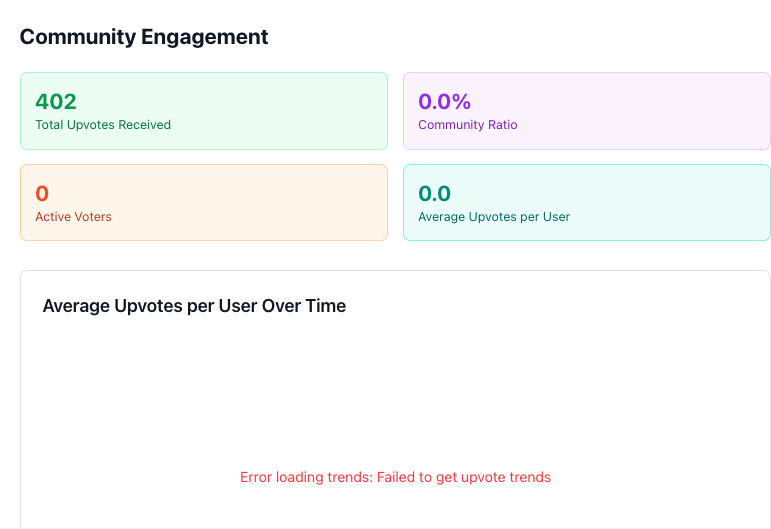 Community Engagement
402
Total Upvotes Received
0.0%
Community Ratio
0
Active Voters
0.0
Average Upvotes per User
Average Upvotes per User Over Time
Error loading trends: Failed to get upvote trends